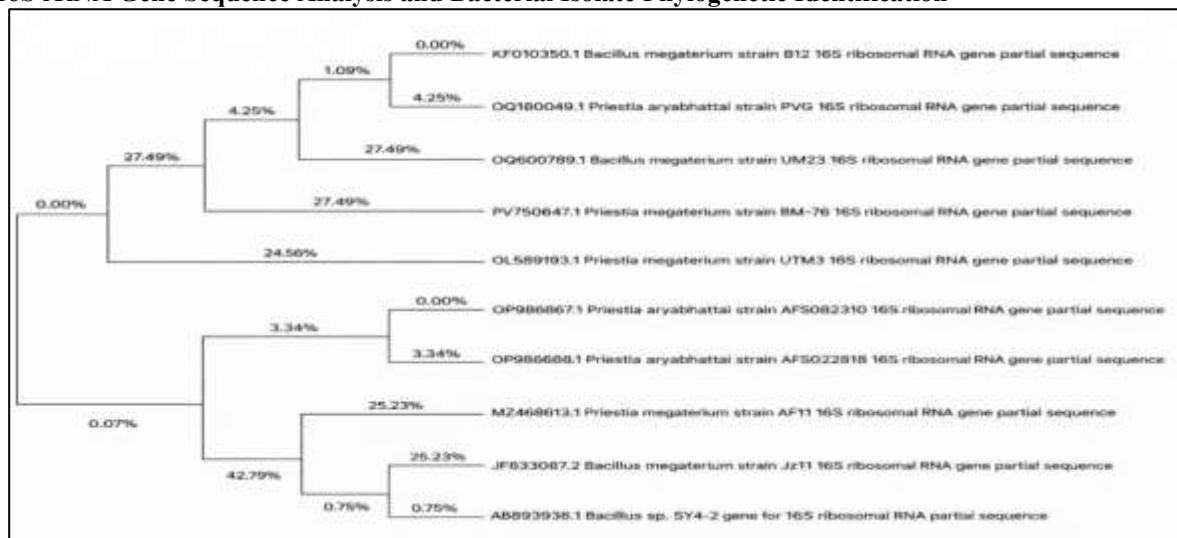 16S rRNA Gene Sequence Analysis and Bacterial Isolate Phylogenetic Identification
0.00%
KF010350.1 Bacillus megaterium strain B12 16S ribosomal RNA gene partial sequence
1.09%
4.25%
OQ180049.1 Priestia aryabhattai strain PVG 16S ribosomal RNA gene partial sequence
4.25%
27.49%
OQ600789.1 Bacillus megaterium strain UM23 16S ribosomal RNA gene partial sequence
27.49%
27.49%
PV750647.1 Priestia megaterium strain BM-76 16S ribosomal RNA gene partial sequence
0.00%
24.56%
OL589193.1 Priestia megaterium strain UTM3 16S ribosomal RNA gene partial sequence
0.00%
OP986867.1 Priestia aryabhattai strain AFS082310 16S ribosomal RNA gene partial sequence
3.34%
3.34%
OP986688.1 Priestia aryabhattai strain AFS022818 16S ribosomal RNA gene partial sequence
25.23%
MZ468613.1 Priestia megaterium strain AF11 16S ribosomal RNA gene partial sequence
0.07%
25.23%
JF833087.2 Bacillus megaterium strain Jz11 16S ribosomal RNA gene partial sequence
42.79%
0.75%
0.75%
AB893938.1 Bacillus sp. SY4-2 gene for 16S ribosomal RNA partial sequence